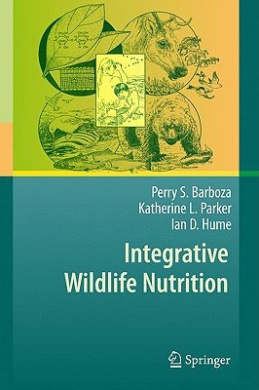 Perry S. Barboza
Katherine L. Parker
Ian D. Hume
Integrative
Wildlife Nutrition
Springer